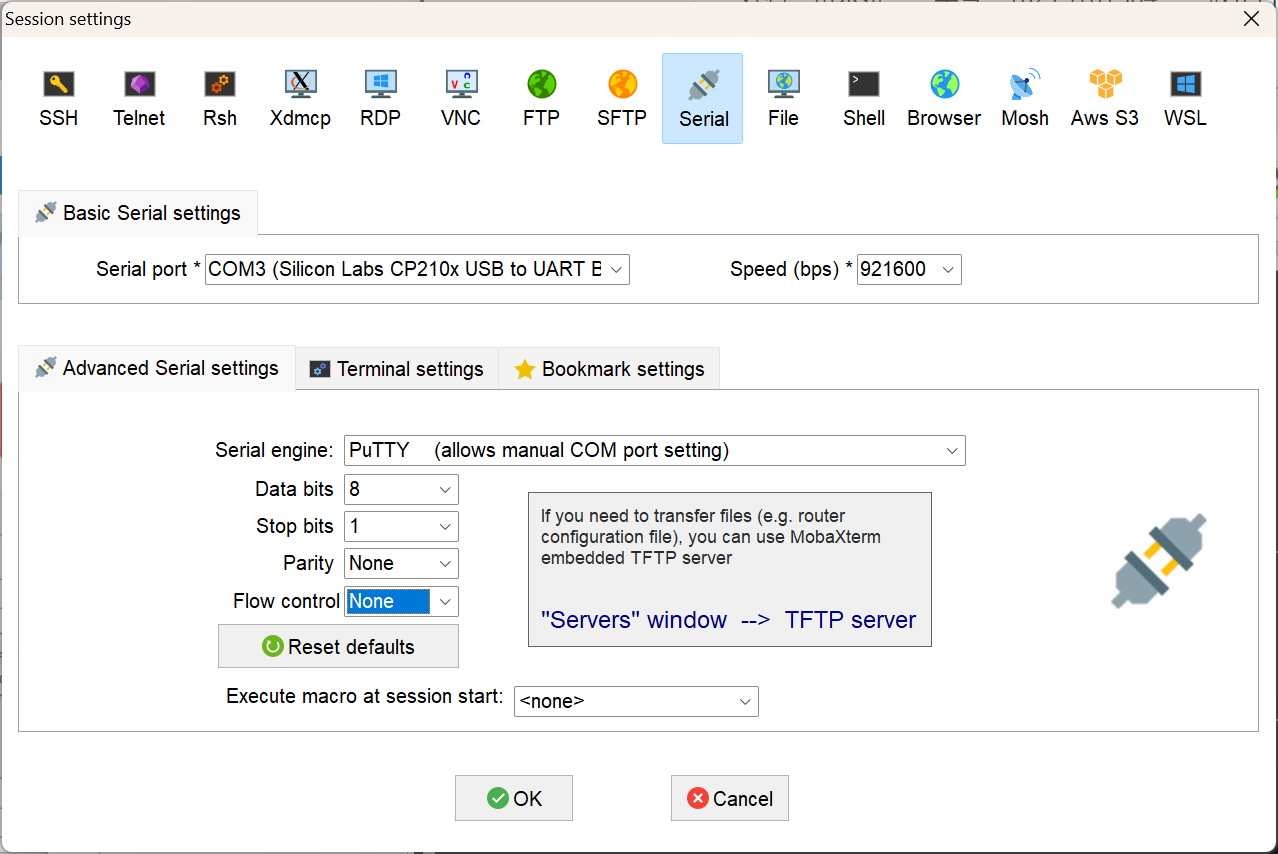 Session settings
SSH Telnet Rsh Xdmcp RDP VNC FTP SFTP Serial File Shell Browser Mosh Aws S3 WSL
Basic Serial settings
Serial port * COM3 (Silicon Labs CP210x USB to UART B Speed (bps) * 921600
Advanced Serial settings Terminal settings Bookmark settings
Serial engine: PuTTY (allows manual COM port setting)
Data bits 8
Stop bits 1
Parity None
Flow control None
Reset defaults
If you need to transfer files (e.g. router
configuration file), you can use MobaXterm
embedded TFTP server
"Servers" window --> TFTP server
Execute macro at session start: <none>
OK Cancel